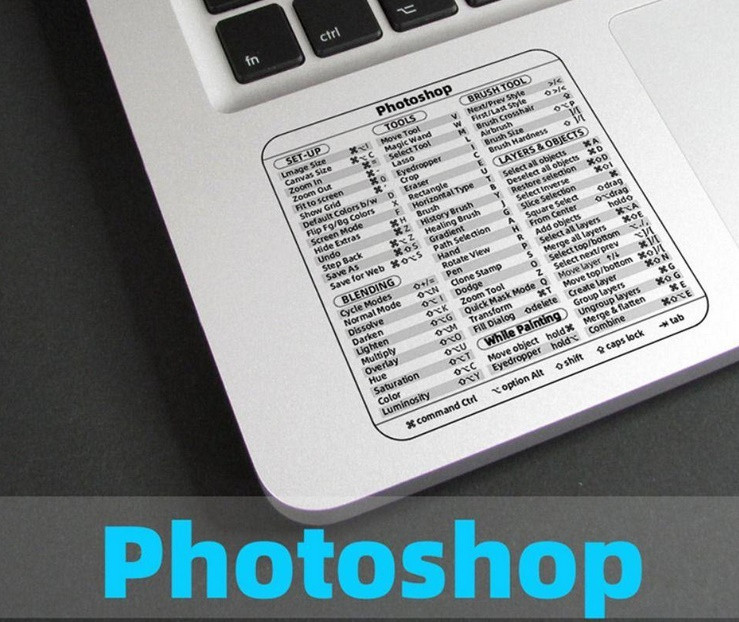 fn
ctrl
⌥
Photoshop
SET-UP
Lmage Size ⌘⌥I
Canvas Size ⌘⌥C
Zoom In ⌘+
Zoom Out ⌘-
Fit to screen ⌘0
Show Grid ⌘'
Default Colors b/w D
Flip Fg/Bg Colors X
Screen Mode F
Hide Extras ⌘H
Undo ⌘Z
Step Back ⌘⌥Z
Save As ⌘⇧S
Save for Web ⌘⇧⌥S
BLENDING
Cycle Modes ⇧+/=
Normal Mode ⇧⌥N
Dissolve ⇧⌥I
Darken ⇧⌥K
Lighten ⇧⌥G
Multiply ⇧⌥M
Overlay ⇧⌥O
Hue ⇧⌥U
Saturation ⇧⌥T
Color ⇧⌥C
Luminosity ⇧⌥Y
TOOLS
Move Tool V
Magic Wand W
Select Tool M
Lasso L
Eyedropper I
Crop C
Eraser E
Rectangle U
Horizontal Type T
Brush B
History Brush Y
Healing Brush J
Gradient G
Path Selection A
Hand H
Rotate View R
Pen P
Clone Stamp S
Dodge O
Zoom Tool Z
Quick Mask Mode Q
Transform ⌘T
Fill Dialog ⇧delete
While Painting
Move object hold⌘
Eyedropper hold⌥
BRUSH TOOL
Next/Prev Style >/<
First/Last Style ⇧>/<
Brush Crosshair ⇪
Airbrush ⇧⌥P
Brush Size ]/[
Brush Hardness ⇧ ]/[
LAYERS & OBJECTS
Select all objects ⌘A
Deselect all objects ⌘D
Restore selection ⌘⇧D
Select Inverse ⌘⇧I
Slice Selection
Square Select ⇧drag
From Center ⌥drag
Add objects hold⇧
Select all layers ⌘⌥A
Merge all layers ⌘⇧E
Select top/bottom
Select next/prev
Move layer ↑/↓ ⌘]/[
Move top/bottom ⌘⇧]/[
Create layer ⌘⇧N
Group layers ⌘G
Ungroup layers ⌘⇧G
Merge & flatten ⌘E
Combine ⌘⇧⌥E
⌘ command Ctrl ⌥ option Alt ⇧ shift ⇪ caps lock ⇥ tab
Photoshop